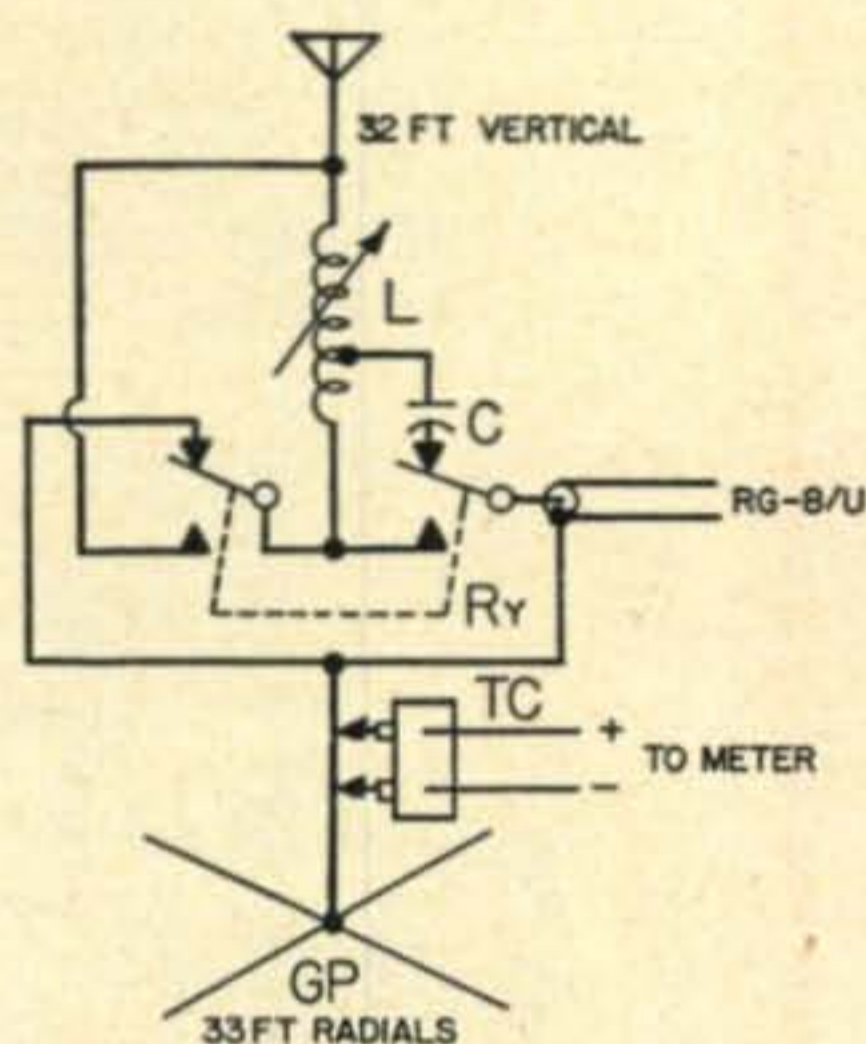 32 FT VERTICAL
L
C
RG-8/U
RY
TC
+
TO METER
−
GP
33 FT RADIALS